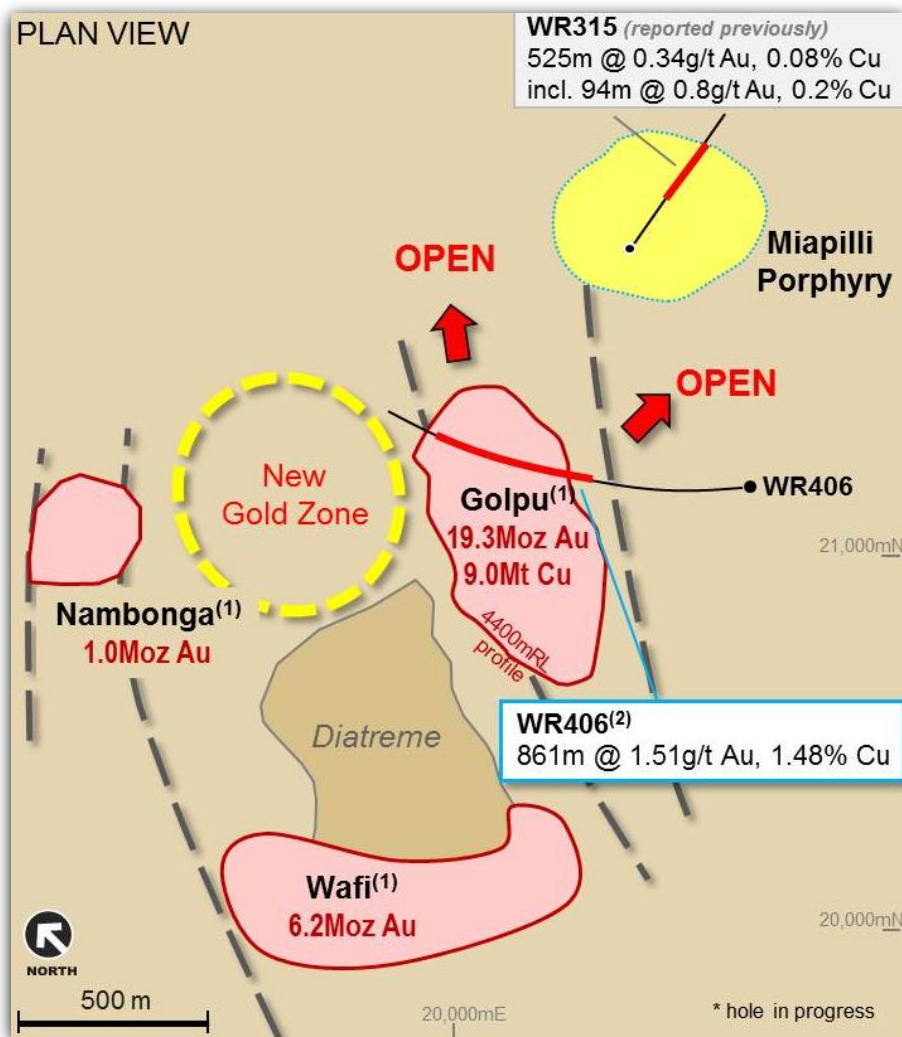 PLAN VIEW
WR315 (reported previously)
525m @ 0.34g/t Au, 0.08% Cu
incl. 94m @ 0.8g/t Au, 0.2% Cu
Miapilli
Porphyry
OPEN
OPEN
New
Gold Zone
WR406
Golpu(1)
19.3Moz Au
9.0Mt Cu
21,000mN
Nambonga(1)
1.0Moz Au
4400mRL
profile
WR406(2)
861m @ 1.51g/t Au, 1.48% Cu
Diatreme
Wafi(1)
6.2Moz Au
20,000mN
NORTH
500 m
20,000mE
* hole in progress